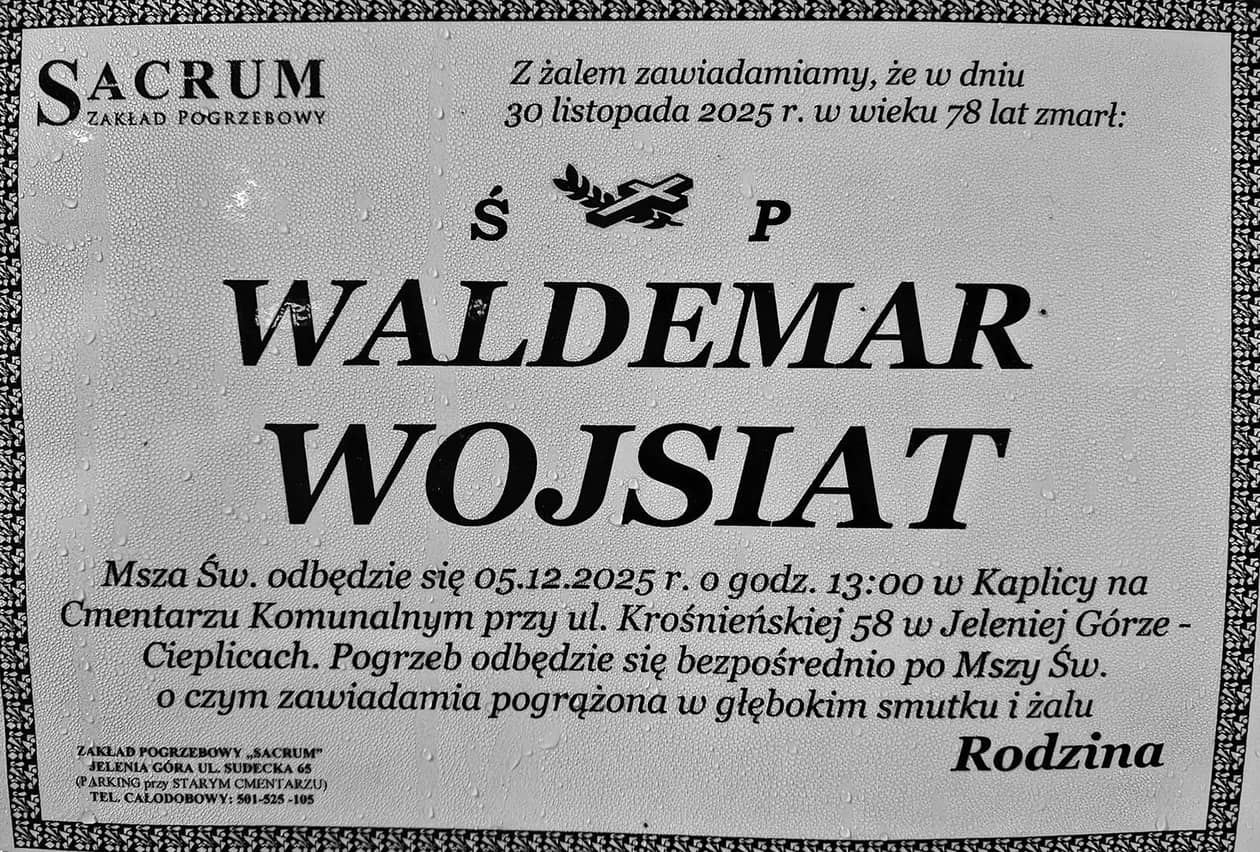 SACRUM
ZAKŁAD POGRZEBOWY
Z żalem zawiadamiamy, że w dniu
30 listopada 2025 r. w wieku 78 lat zmarł:
Ś P
WALDEMAR
WOJSIAT
Msza Św. odbędzie się 05.12.2025 r. o godz. 13:00 w Kaplicy na
Cmentarzu Komunalnym przy ul. Krośnieńskiej 58 w Jeleniej Górze -
Cieplicach. Pogrzeb odbędzie się bezpośrednio po Mszy Św.
o czym zawiadamia pogrążona w głębokim smutku i żalu
Rodzina
ZAKŁAD POGRZEBOWY „SACRUM”
JELENIA GÓRA UL. SUDECKA 65
(PARKING przy STARYM CMENTARZU)
TEL. CAŁODOBOWY: 501-525 -105